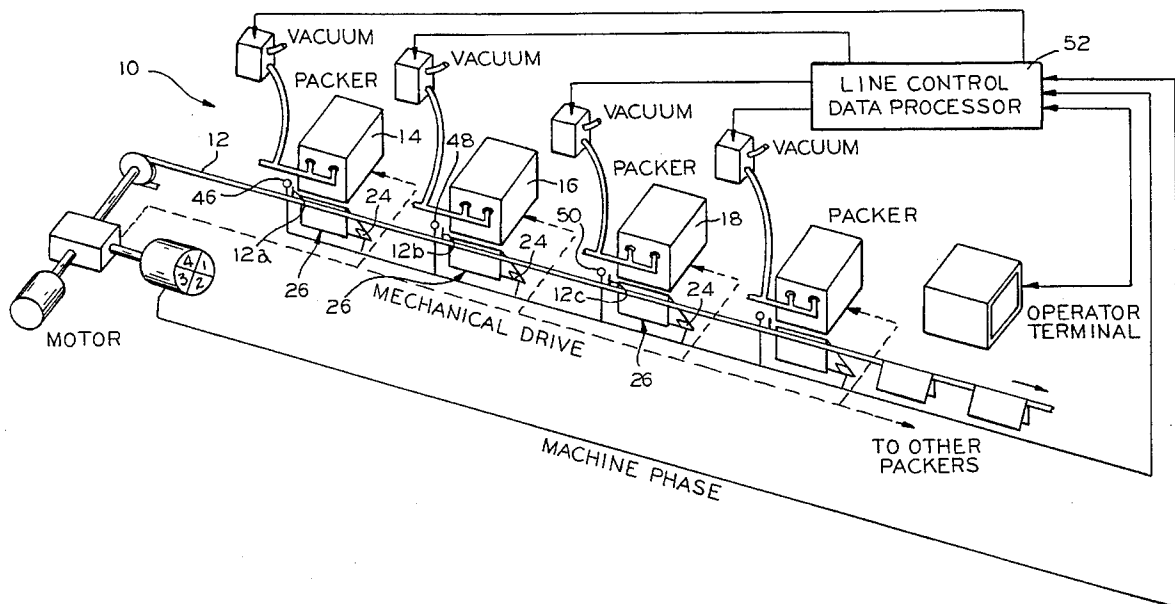 VACUUM
VACUUM
52
10
PACKER
LINE CONTROL
DATA PROCESSOR
VACUUM
12
14
48
PACKER
VACUUM
46
16
18
PACKER
24
50
12a
12b
24
4 1
3 2
26
12c
24
26
MECHANICAL DRIVE
OPERATOR
TERMINAL
MOTOR
26
TO OTHER
PACKERS
MACHINE PHASE